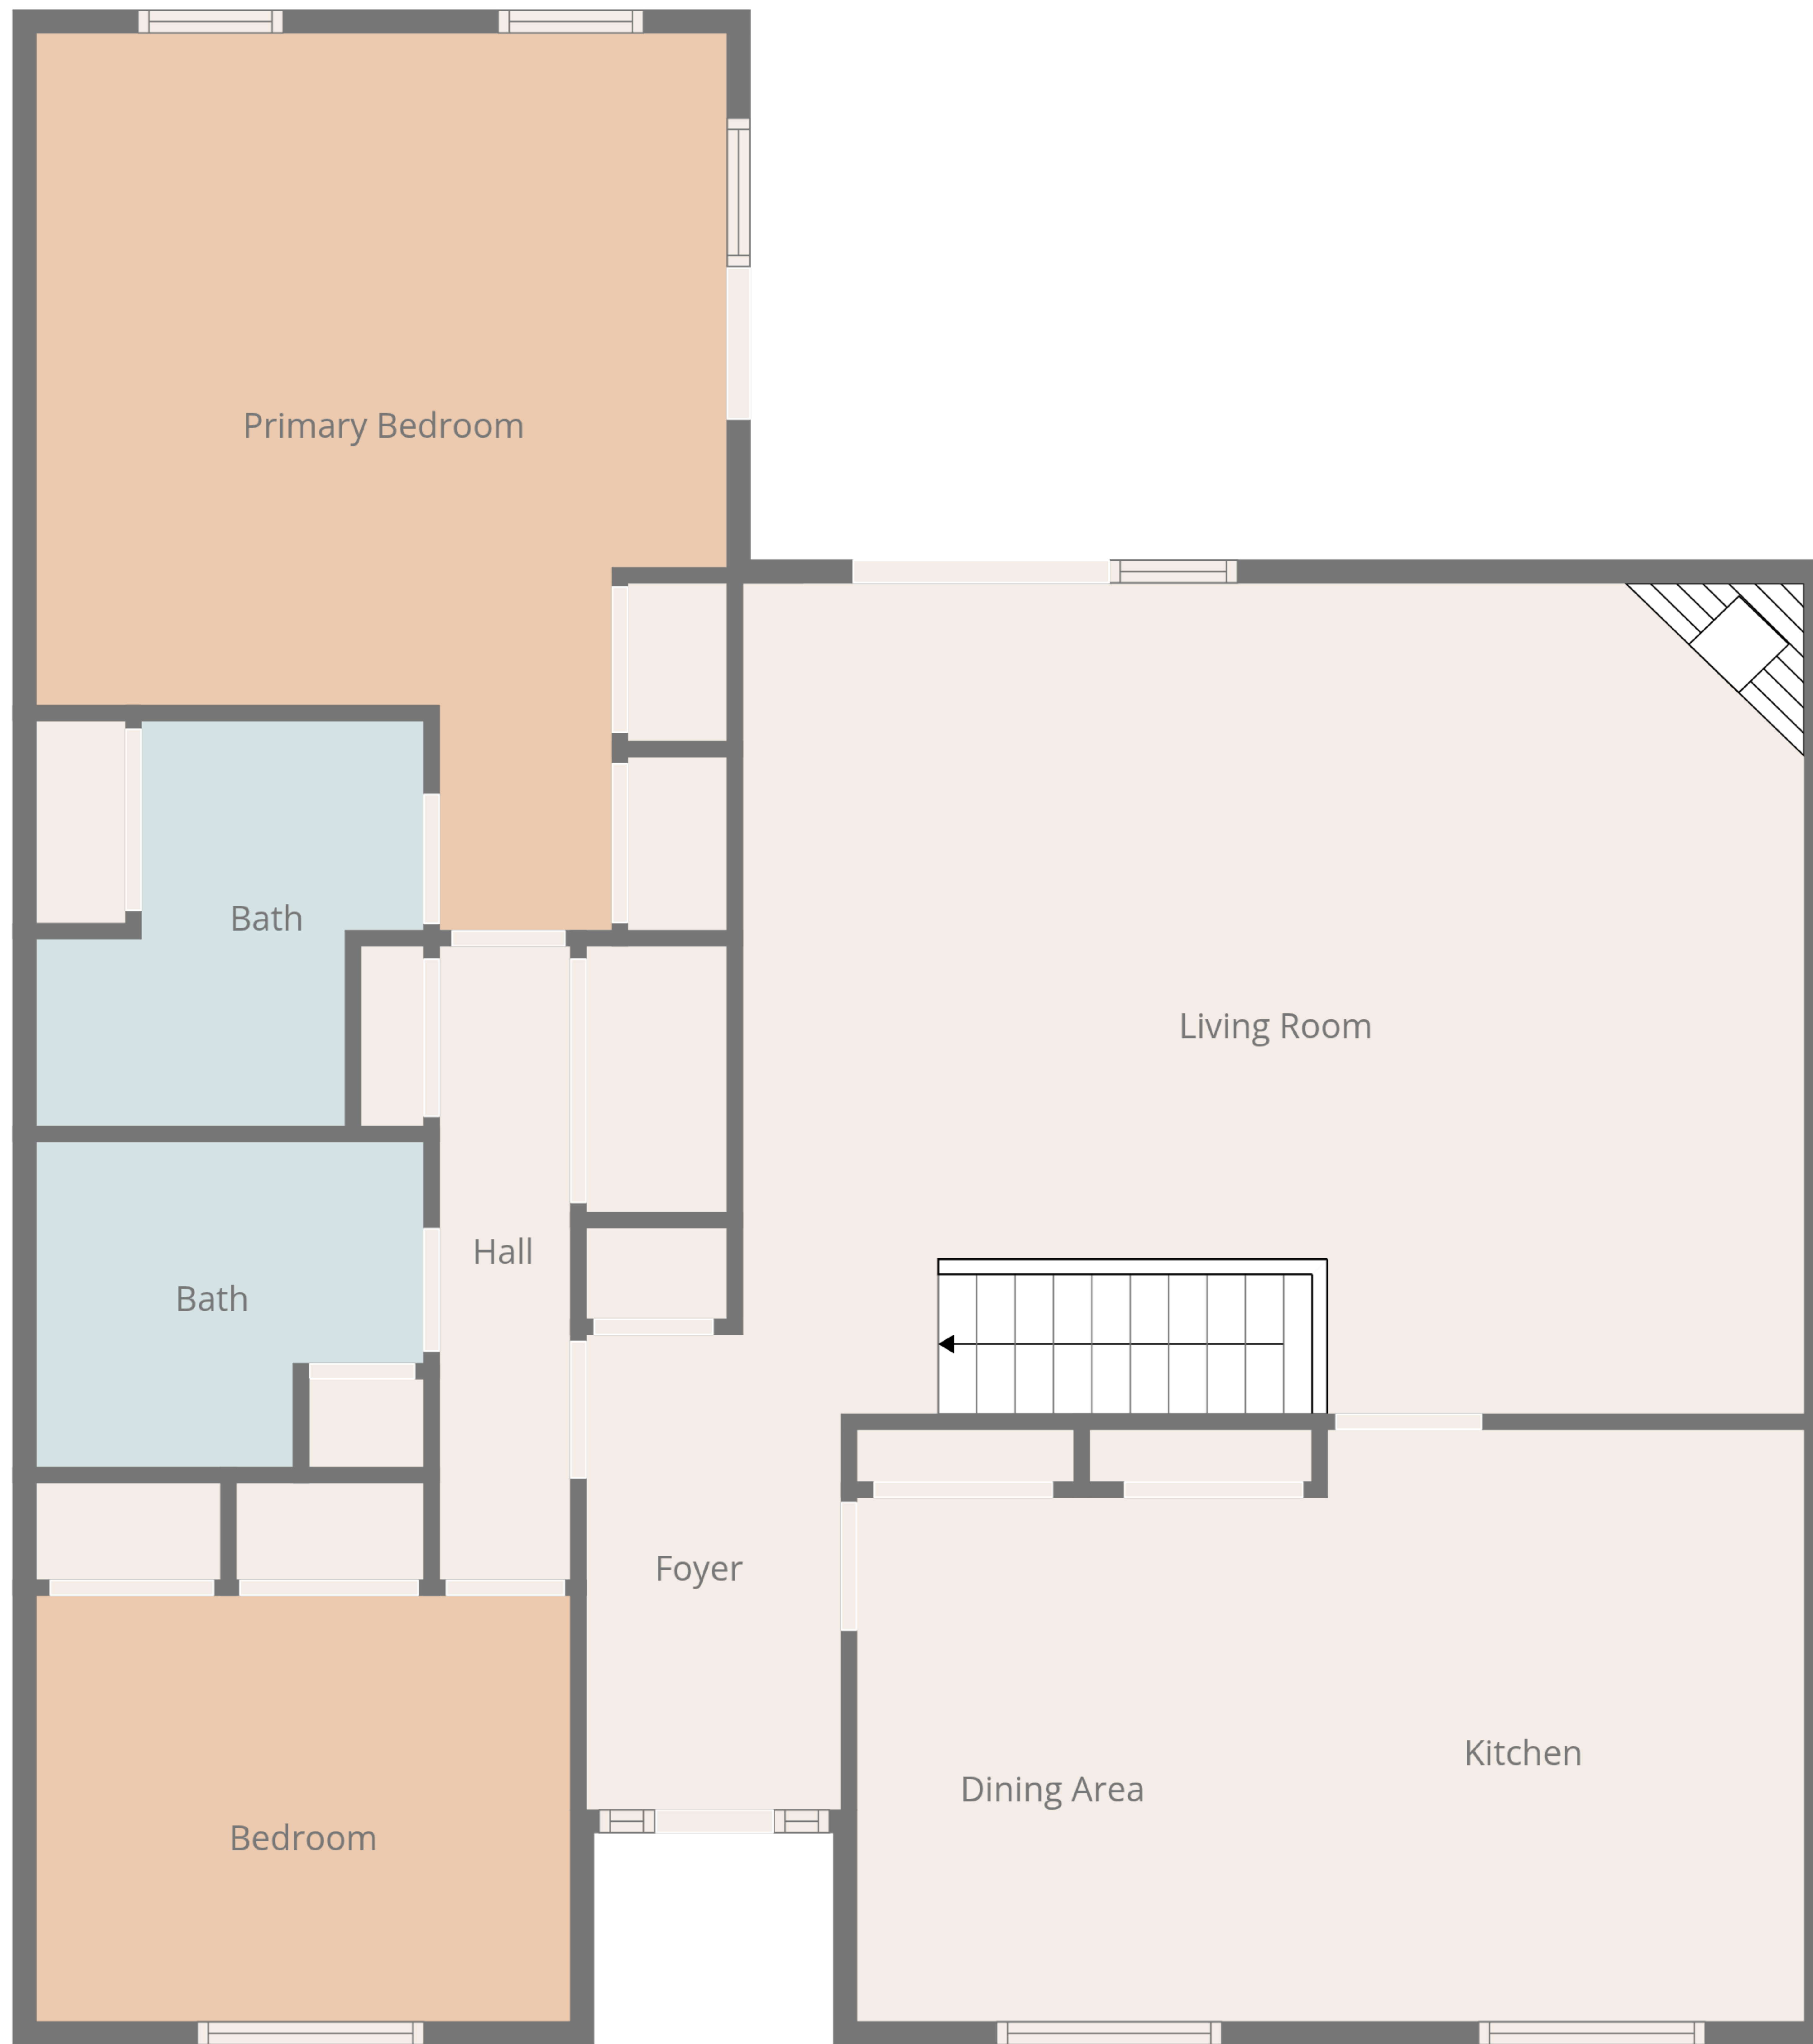 Primary Bedroom
Bath
Living Room
Hall
Bath
Foyer
Kitchen
Dining Area
Bedroom